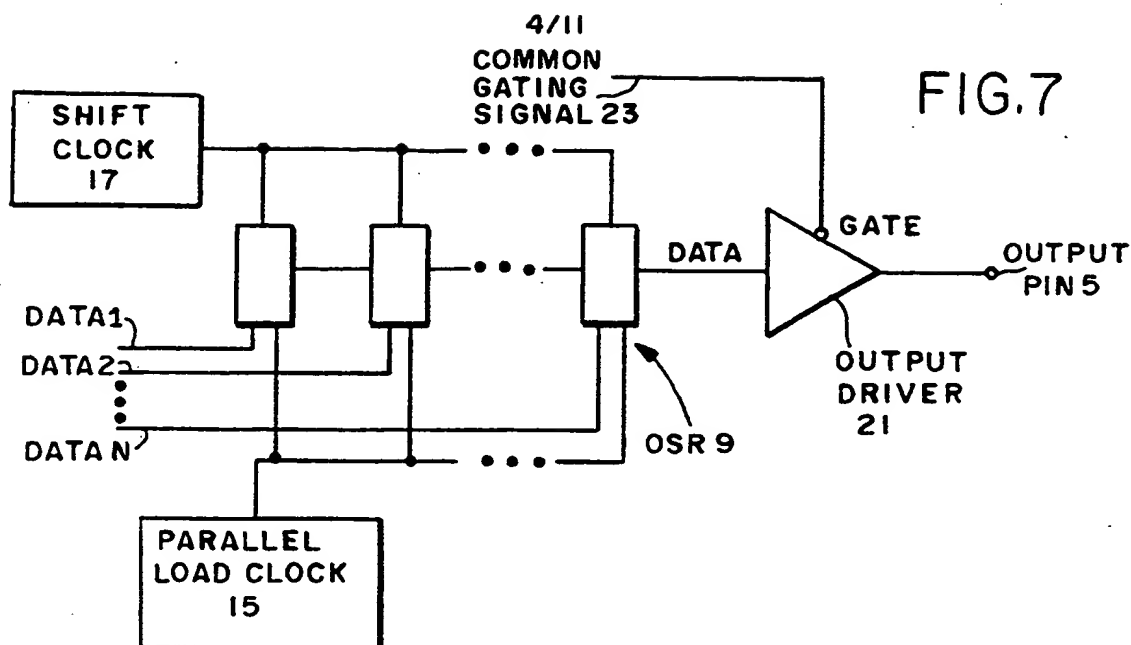 4/11
COMMON
GATING
SIGNAL 23
FIG.7
SHIFT
CLOCK
17
GATE
DATA
OUTPUT
PIN 5
DATA1
DATA2
DATA N
OUTPUT
DRIVER
21
OSR 9
PARALLEL
LOAD CLOCK
15